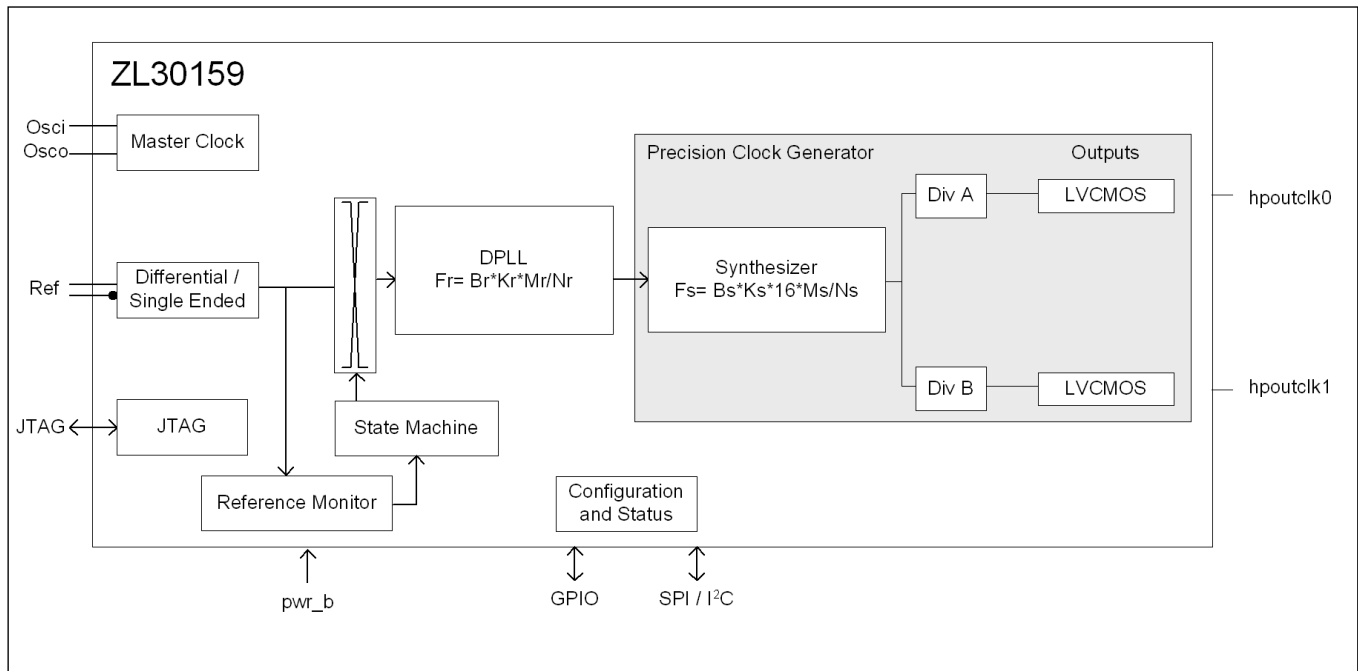 ZL30159
Osci
Osco
Master Clock
Precision Clock Generator
Outputs
Div A
LVCMOS
hpoutclk0
Ref
Differential /
Single Ended
DPLL
Fr= Br*Kr*Mr/Nr
Synthesizer
Fs= Bs*Ks*16*Ms/Ns
Div B
LVCMOS
hpoutclk1
JTAG
JTAG
State Machine
Reference Monitor
Configuration
and Status
pwr_b
GPIO
SPI / I²C